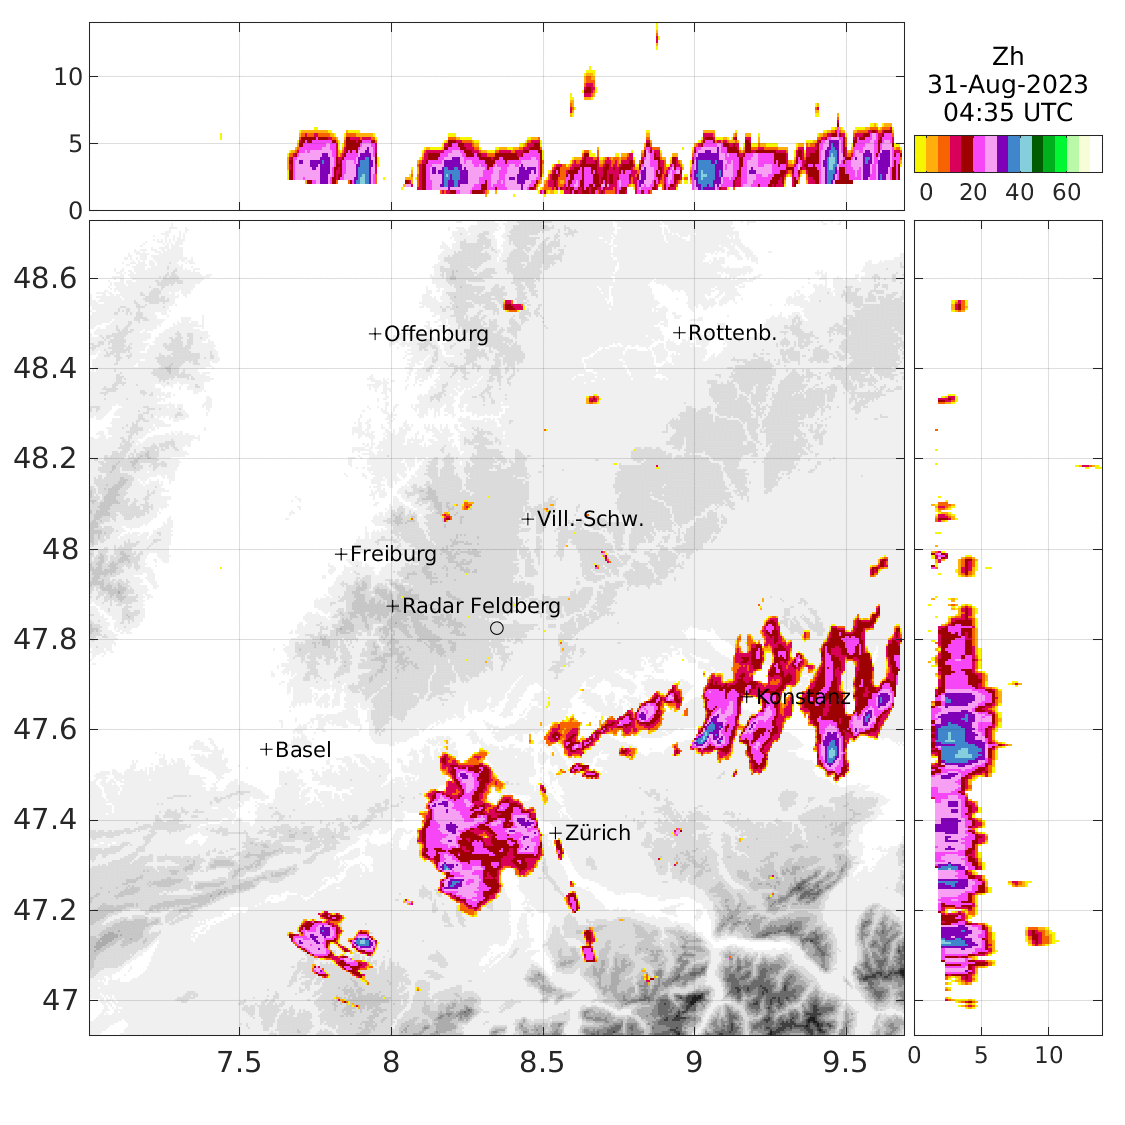 10
5
0
Zh
31-Aug-2023
04:35 UTC
0 20 40 60
48.6
48.4
48.2
48
47.8
47.6
47.4
47.2
47
Offenburg
Rottenb.
Vill.-Schw.
Freiburg
Radar Feldberg
Konstanz
Basel
Zürich
7.5 8 8.5 9 9.5
0 5 10